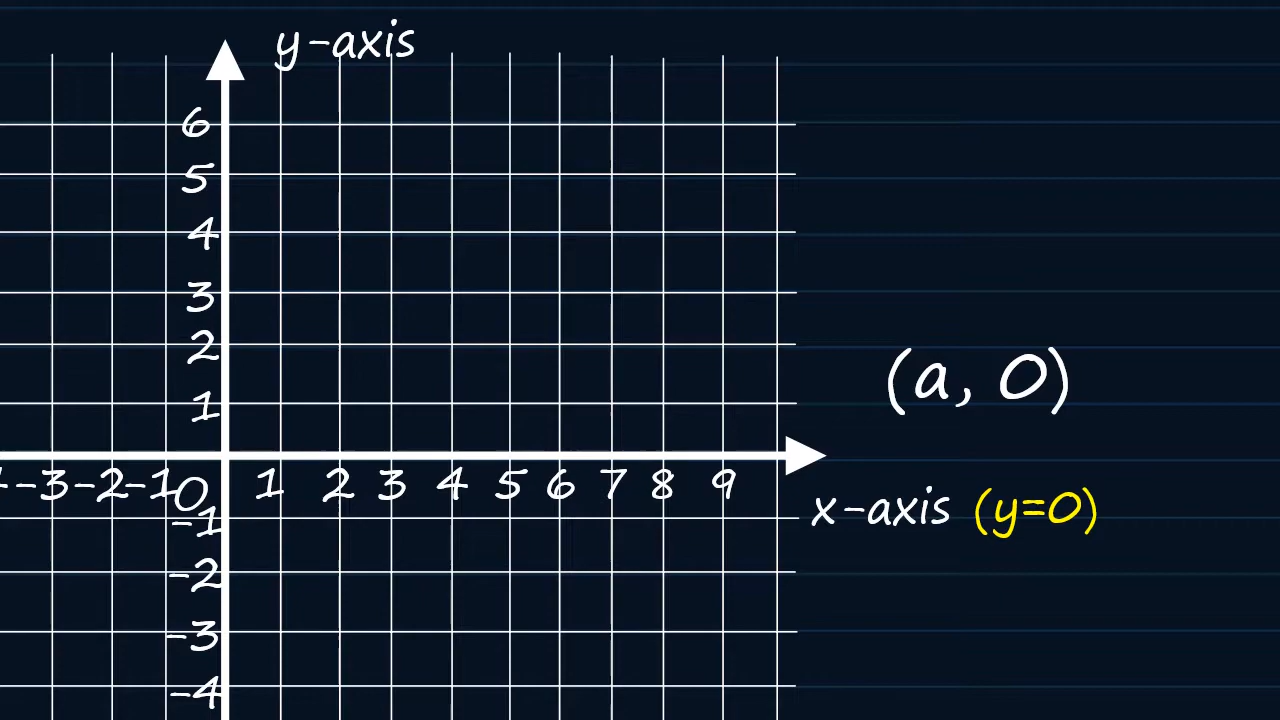 y-axis
6
5
4
3
2
1
(a, 0)
-3 -2 -1 0 1 2 3 4 5 6 7 8 9
x-axis (y=0)
-1
-2
-3
-4